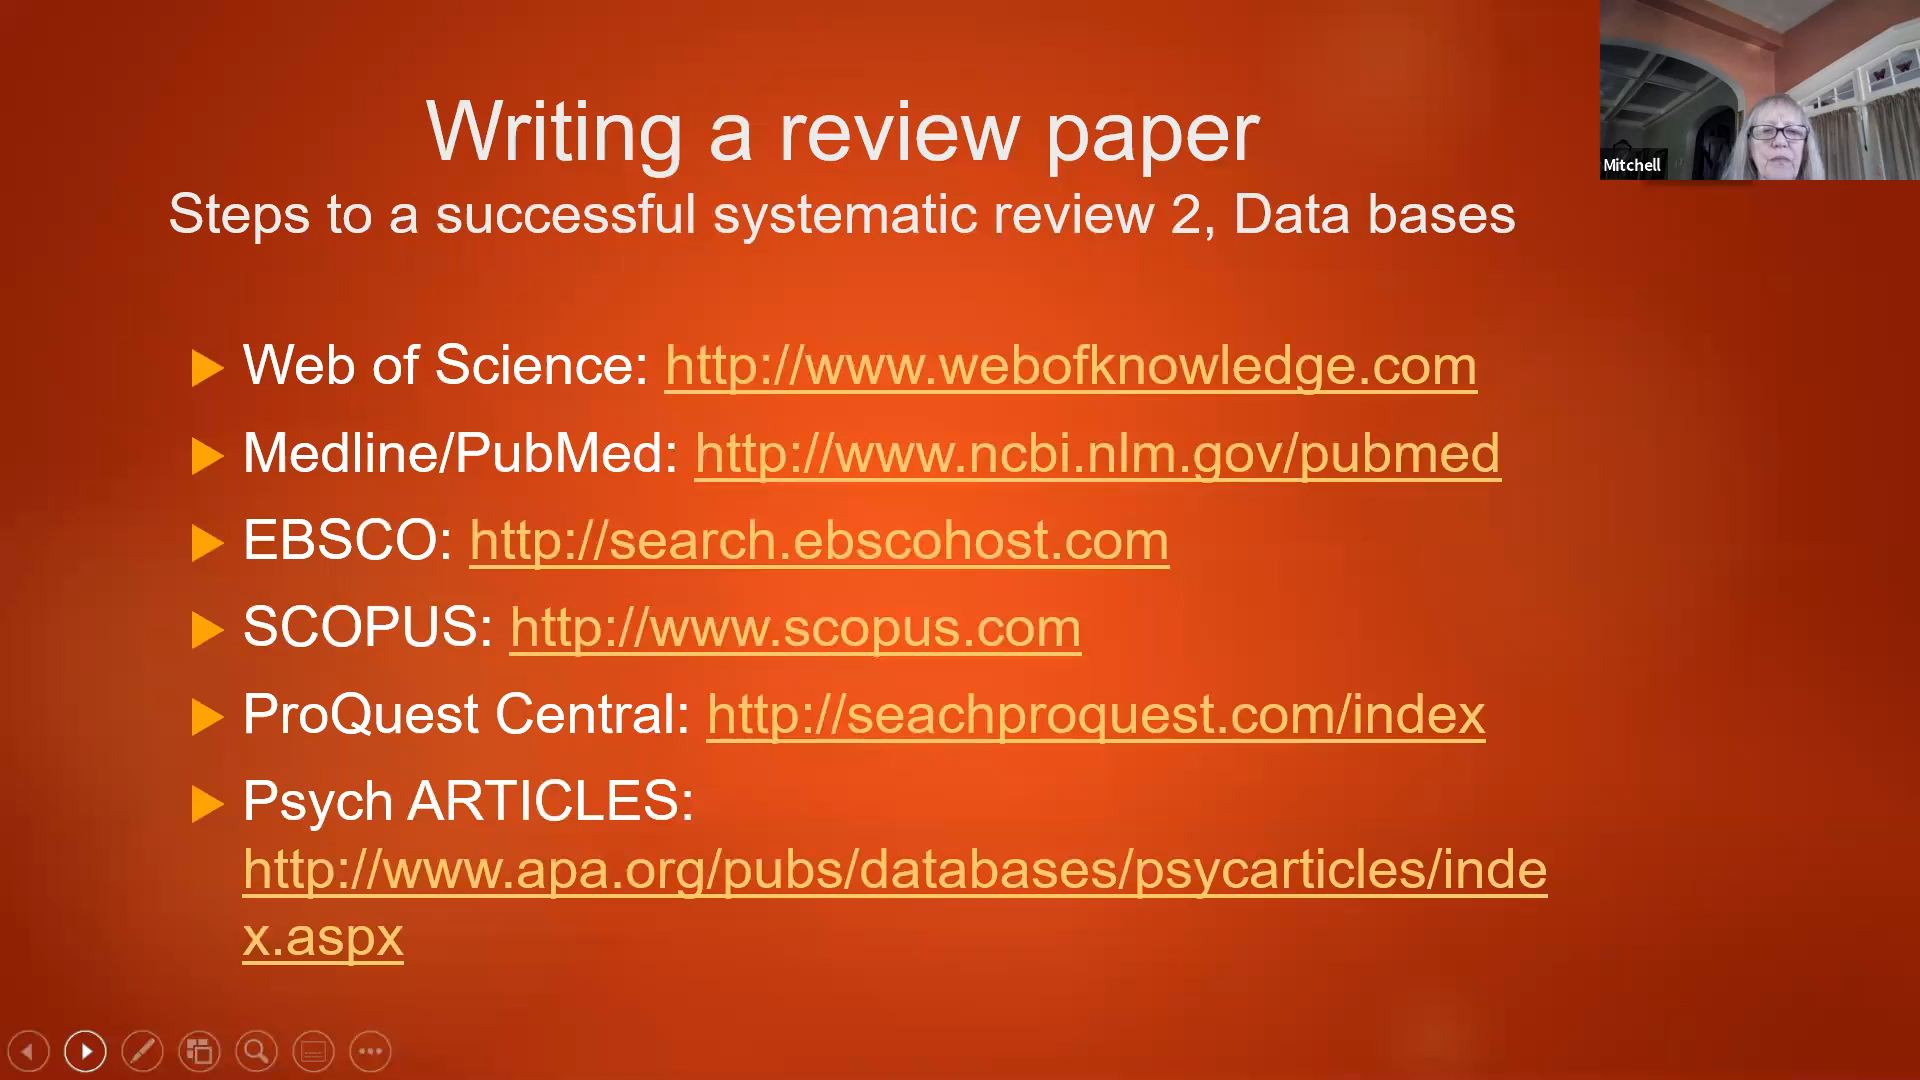 Writing a review paper
Steps to a successful systematic review 2, Data bases
Mitchell
Web of Science: http://www.webofknowledge.com
Medline/PubMed: http://www.ncbi.nlm.gov/pubmed
EBSCO: http://search.ebscohost.com
SCOPUS: http://www.scopus.com
ProQuest Central: http://seachproquest.com/index
Psych ARTICLES:
http://www.apa.org/pubs/databases/psycarticles/inde
x.aspx